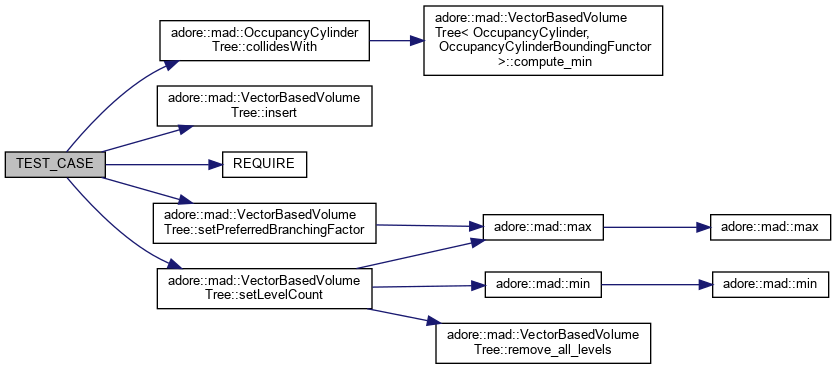 TEST_CASE
adore::mad::OccupancyCylinder
Tree::collidesWith
adore::mad::VectorBasedVolume
Tree< OccupancyCylinder,
OccupancyCylinderBoundingFunctor
>::compute_min
adore::mad::VectorBasedVolume
Tree::insert
REQUIRE
adore::mad::VectorBasedVolume
Tree::setPreferredBranchingFactor
adore::mad::max
adore::mad::max
adore::mad::VectorBasedVolume
Tree::setLevelCount
adore::mad::min
adore::mad::min
adore::mad::VectorBasedVolume
Tree::remove_all_levels